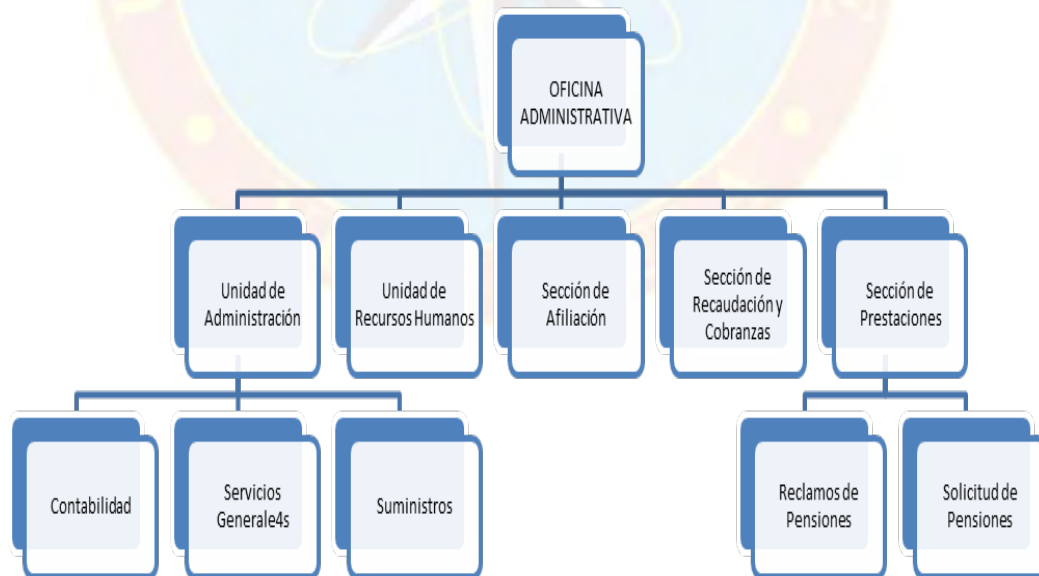 OFICINA
ADMINISTRATIVA
Unidad de
Administración
Unidad de
Recursos Humanos
Sección de
Afiliación
Sección de
Recaudación y
Cobranzas
Sección de
Prestaciones
Contabilidad
Servicios
Generale4s
Suministros
Reclamos de
Pensiones
Solicitud de
Pensiones